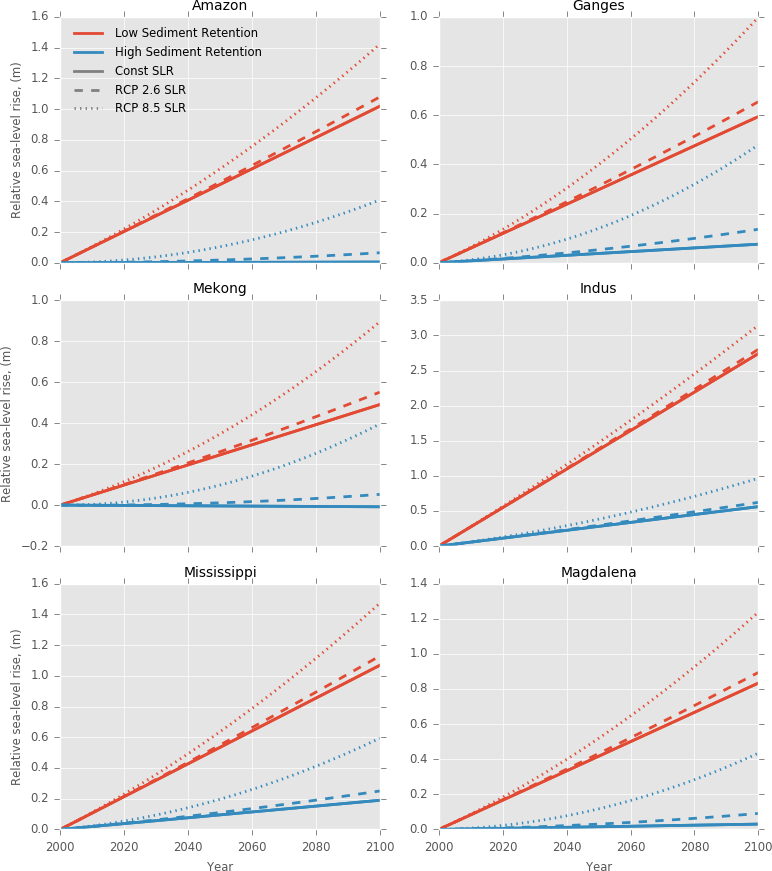 Amazon
Ganges
1.6
1.4
1.2
1.0
0.8
0.6
0.4
0.2
0.0
Relative sea-level rise, (m)
Low Sediment Retention
High Sediment Retention
Const SLR
RCP 2.6 SLR
RCP 8.5 SLR
1.0
0.8
0.6
0.4
0.2
0.0
Mekong
Indus
1.0
0.8
0.6
0.4
0.2
0.0
−0.2
Relative sea-level rise, (m)
3.5
3.0
2.5
2.0
1.5
1.0
0.5
0.0
Mississippi
Magdalena
1.6
1.4
1.2
1.0
0.8
0.6
0.4
0.2
0.0
Relative sea-level rise, (m)
2000 2020 2040 2060 2080 2100
Year
1.4
1.2
1.0
0.8
0.6
0.4
0.2
0.0
2000 2020 2040 2060 2080 2100
Year